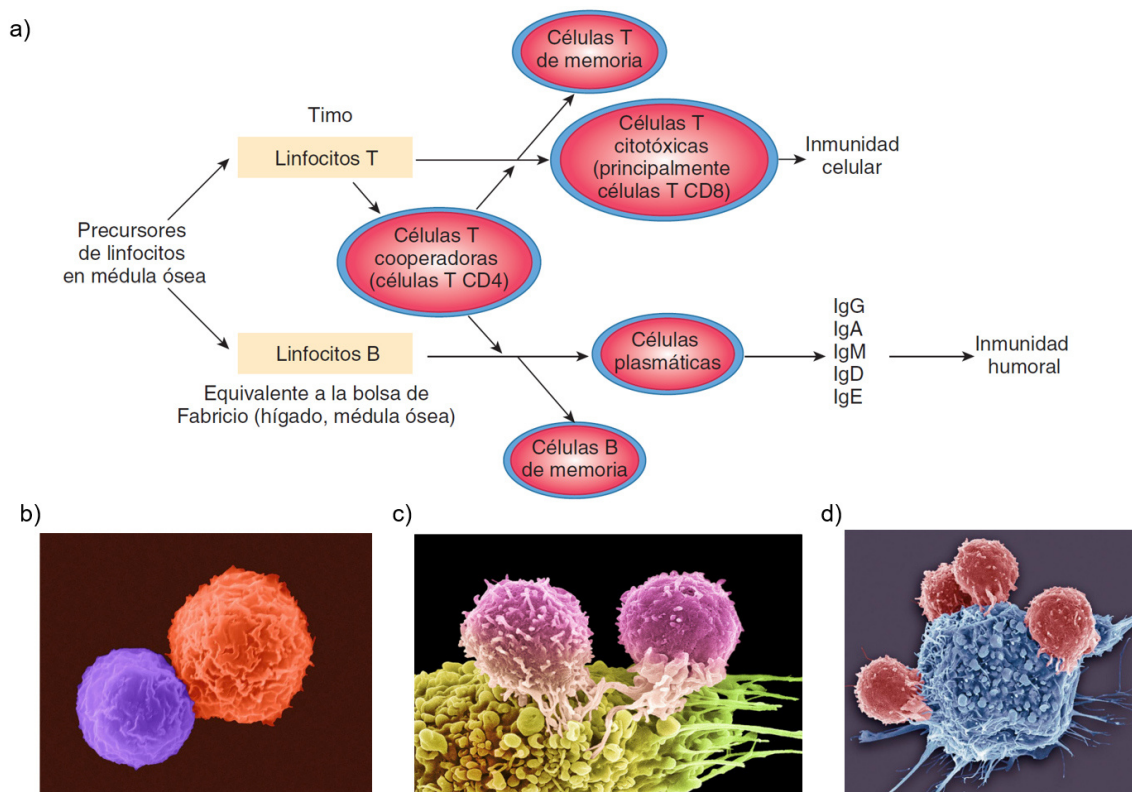 a)
Células T
de memoria
Timo
Linfocitos T
Células T
citotóxicas
(principalmente
células T CD8)
Inmunidad
celular
Precursores
de linfocitos
en médula ósea
Células T
cooperadoras
(células T CD4)
Linfocitos B
Equivalente a la bolsa de
Fabricio (hígado, médula ósea)
Células
plasmáticas
IgG
IgA
IgM
IgD
IgE
Inmunidad
humoral
Células B
de memoria
b)
c)
d)